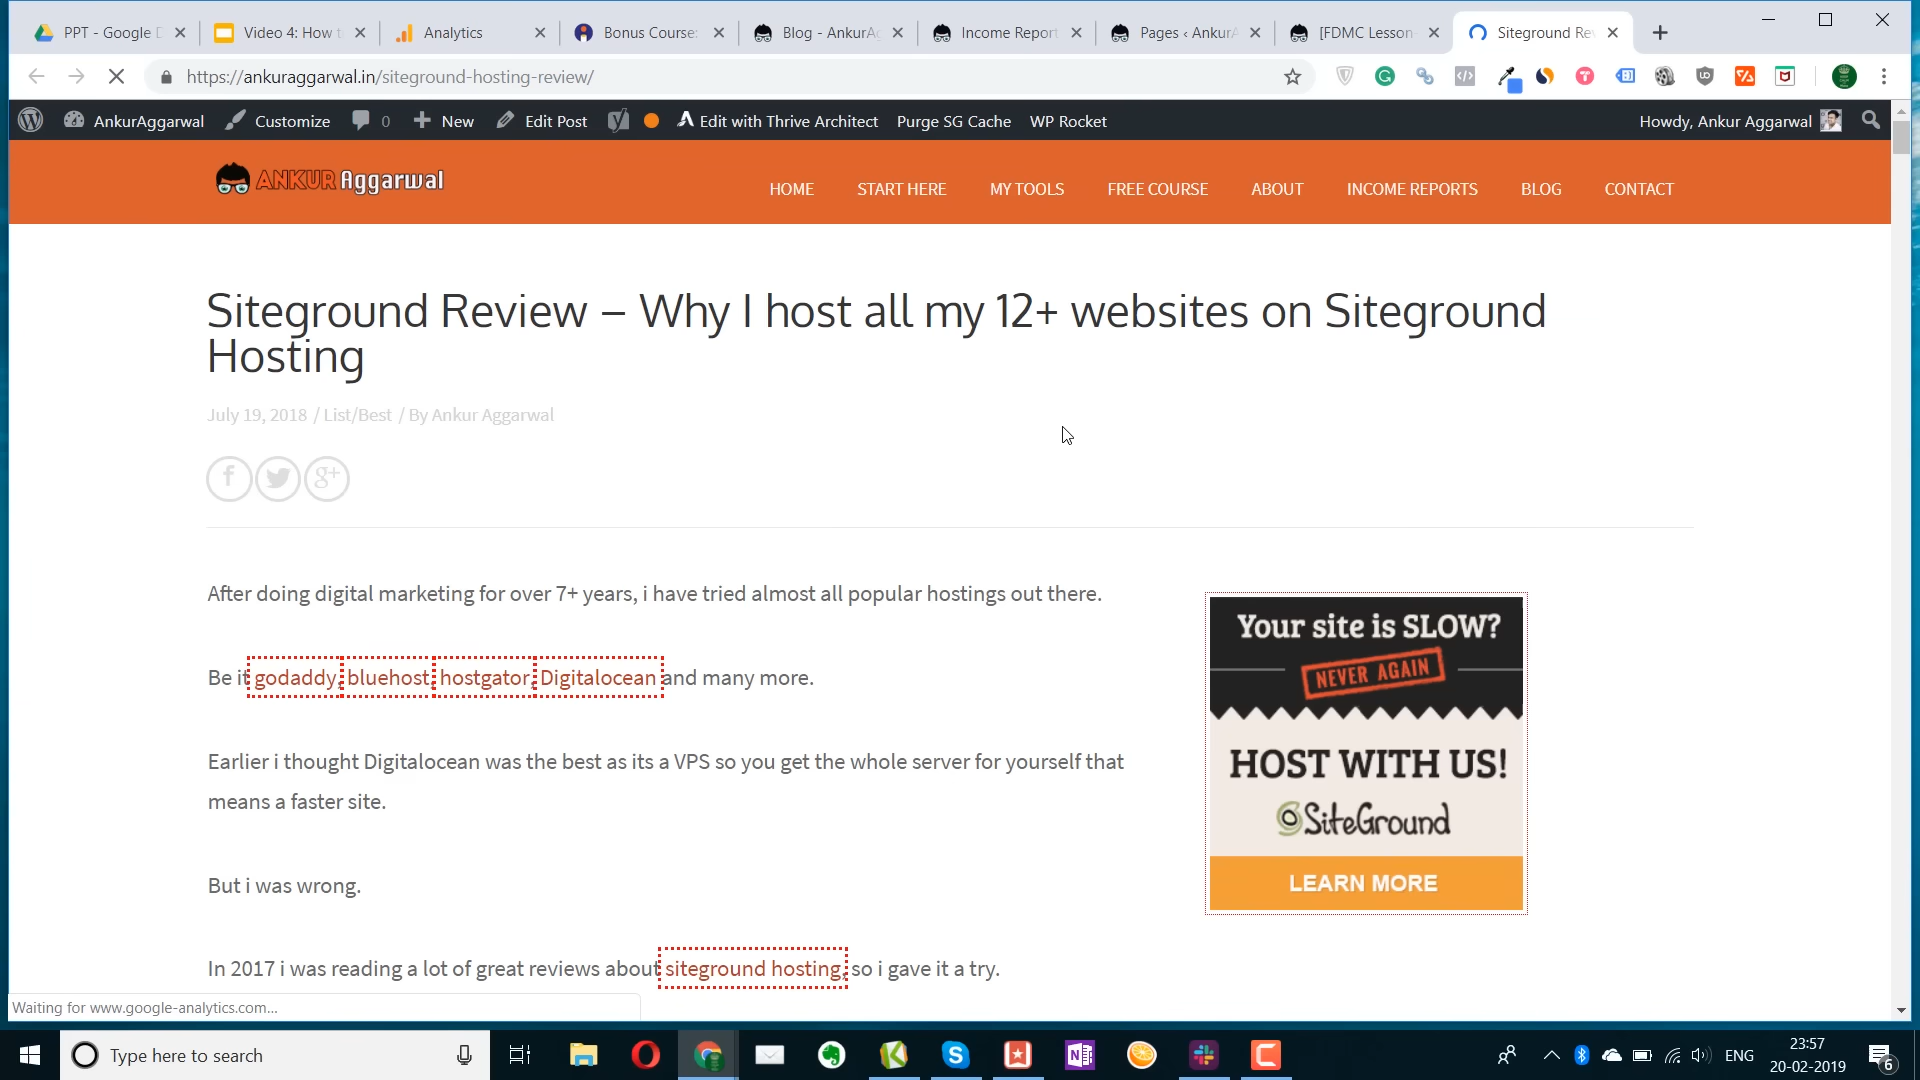 PPT - Google D
Video 4: How t
Analytics
Bonus Course:
Blog - AnkurAg
Income Report
Pages ‹ AnkurA
[FDMC Lesson
Siteground Rev
https://ankuraggarwal.in/siteground-hosting-review/
AnkurAggarwal
Customize
0
New
Edit Post
Edit with Thrive Architect
Purge SG Cache
WP Rocket
Howdy, Ankur Aggarwal
ANKUR Aggarwal
HOME
START HERE
MY TOOLS
FREE COURSE
ABOUT
INCOME REPORTS
BLOG
CONTACT
Siteground Review – Why I host all my 12+ websites on Siteground
Hosting
July 19, 2018 / List/Best / By Ankur Aggarwal
After doing digital marketing for over 7+ years, i have tried almost all popular hostings out there.
Be it godaddy, bluehost, hostgator, Digitalocean and many more.
Earlier i thought Digitalocean was the best as its a VPS so you get the whole server for yourself that
means a faster site.
But i was wrong.
In 2017 i was reading a lot of great reviews about siteground hosting, so i gave it a try.
Your site is SLOW?
NEVER AGAIN
HOST WITH US!
SiteGround
LEARN MORE
Waiting for www.google-analytics.com...
Type here to search
ENG
23:57
20-02-2019
6